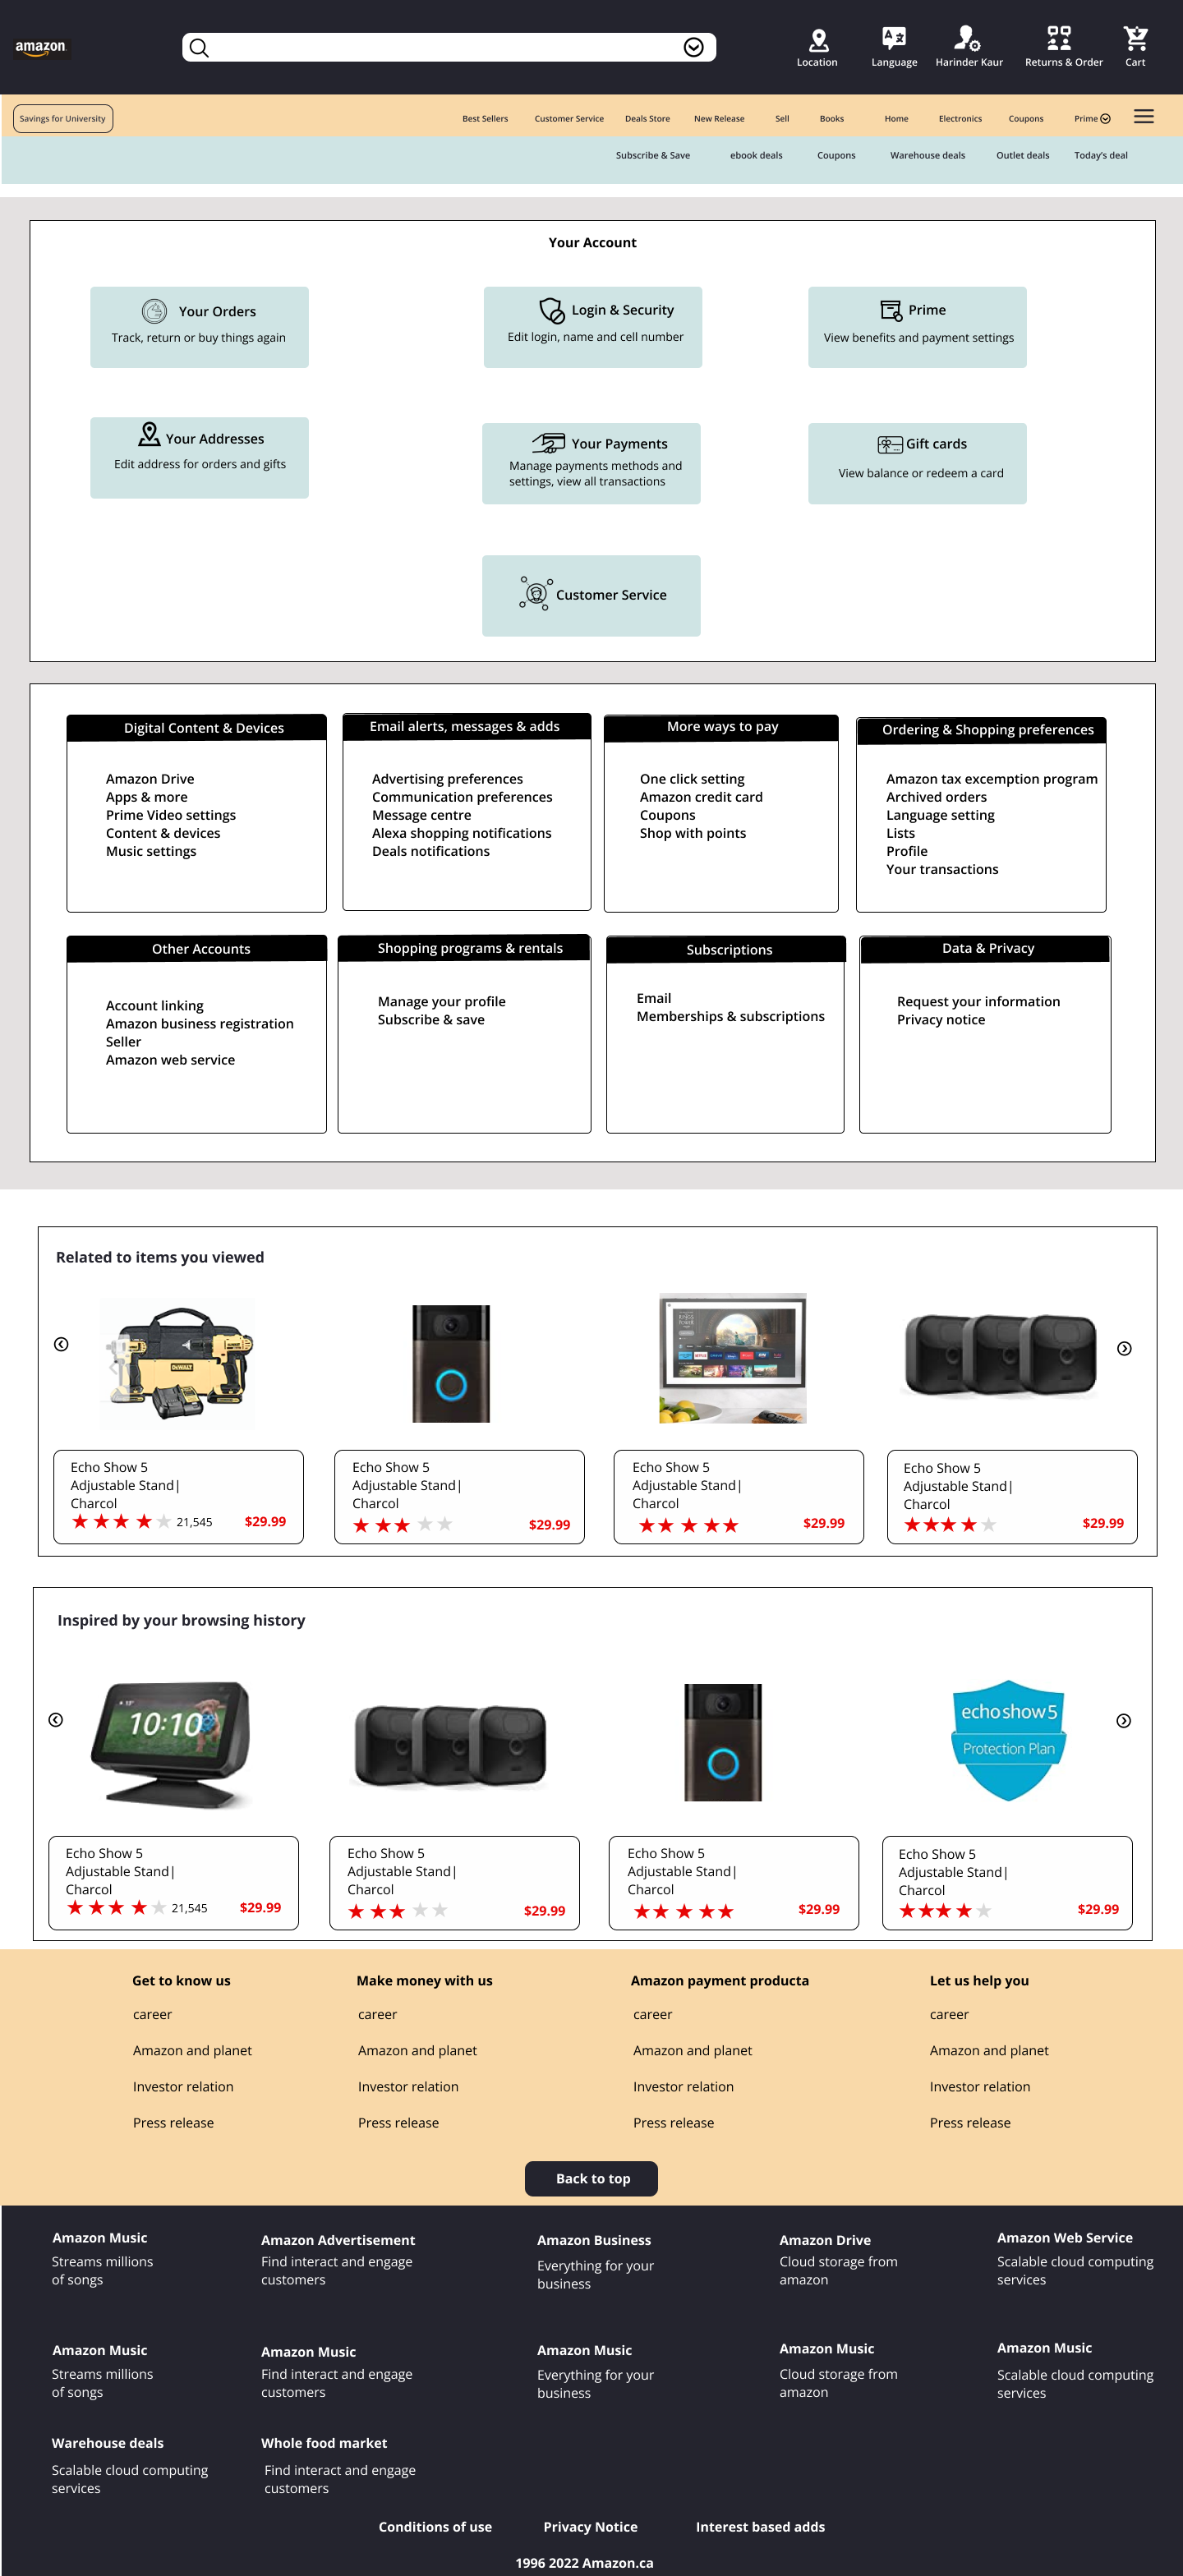 amazon
Location
Language
Harinder Kaur
Returns & Order
Cart
Savings for University
Best Sellers
Customer Service
Deals Store
New Release
Sell
Books
Home
Electronics
Coupons
Prime
Subscribe & Save
ebook deals
Coupons
Warehouse deals
Outlet deals
Today's deal
Your Account
Your Orders
Track, return or buy things again
Login & Security
Edit login, name and cell number
Prime
View benefits and payment settings
Your Addresses
Edit address for orders and gifts
Your Payments
Manage payments methods and
settings, view all transactions
Gift cards
View balance or redeem a card
Customer Service
Digital Content & Devices
Amazon Drive
Apps & more
Prime Video settings
Content & devices
Music settings
Email alerts, messages & adds
Advertising preferences
Communication preferences
Message centre
Alexa shopping notifications
Deals notifications
More ways to pay
One click setting
Amazon credit card
Coupons
Shop with points
Ordering & Shopping preferences
Amazon tax excemption program
Archived orders
Language setting
Lists
Profile
Your transactions
Other Accounts
Account linking
Amazon business registration
Seller
Amazon web service
Shopping programs & rentals
Manage your profile
Subscribe & save
Subscriptions
Email
Memberships & subscriptions
Data & Privacy
Request your information
Privacy notice
Related to items you viewed
DEWALT
Echo Show 5
Adjustable Stand|
Charcol
21,545
$29.99
Echo Show 5
Adjustable Stand|
Charcol
$29.99
Echo Show 5
Adjustable Stand|
Charcol
$29.99
Echo Show 5
Adjustable Stand|
Charcol
$29.99
Inspired by your browsing history
10:10
echo show 5
Protection Plan
Echo Show 5
Adjustable Stand|
Charcol
21,545
$29.99
Echo Show 5
Adjustable Stand|
Charcol
$29.99
Echo Show 5
Adjustable Stand|
Charcol
$29.99
Echo Show 5
Adjustable Stand|
Charcol
$29.99
Get to know us
career
Amazon and planet
Investor relation
Press release
Make money with us
career
Amazon and planet
Investor relation
Press release
Amazon payment producta
career
Amazon and planet
Investor relation
Press release
Let us help you
career
Amazon and planet
Investor relation
Press release
Back to top
Amazon Music
Streams millions
of songs
Amazon Advertisement
Find interact and engage
customers
Amazon Business
Everything for your
business
Amazon Drive
Cloud storage from
amazon
Amazon Web Service
Scalable cloud computing
services
Amazon Music
Streams millions
of songs
Amazon Music
Find interact and engage
customers
Amazon Music
Everything for your
business
Amazon Music
Cloud storage from
amazon
Amazon Music
Scalable cloud computing
services
Warehouse deals
Scalable cloud computing
services
Whole food market
Find interact and engage
customers
Conditions of use
Privacy Notice
Interest based adds
1996 2022 Amazon.ca